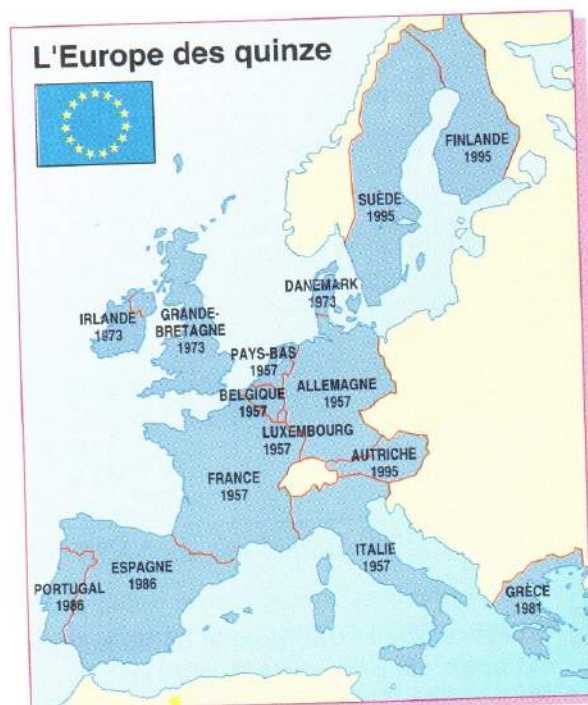 L'Europe des quinze
FINLANDE
1995
SUÈDE
1995
DANEMARK
1973
IRLANDE
1973
GRANDE-
BRETAGNE
1973
PAYS-BAS
1957
BELGIQUE
1957
ALLEMAGNE
1957
LUXEMBOURG
1957
AUTRICHE
1995
FRANCE
1957
ITALIE
1957
ESPAGNE
1986
PORTUGAL
1986
GRÈCE
1981